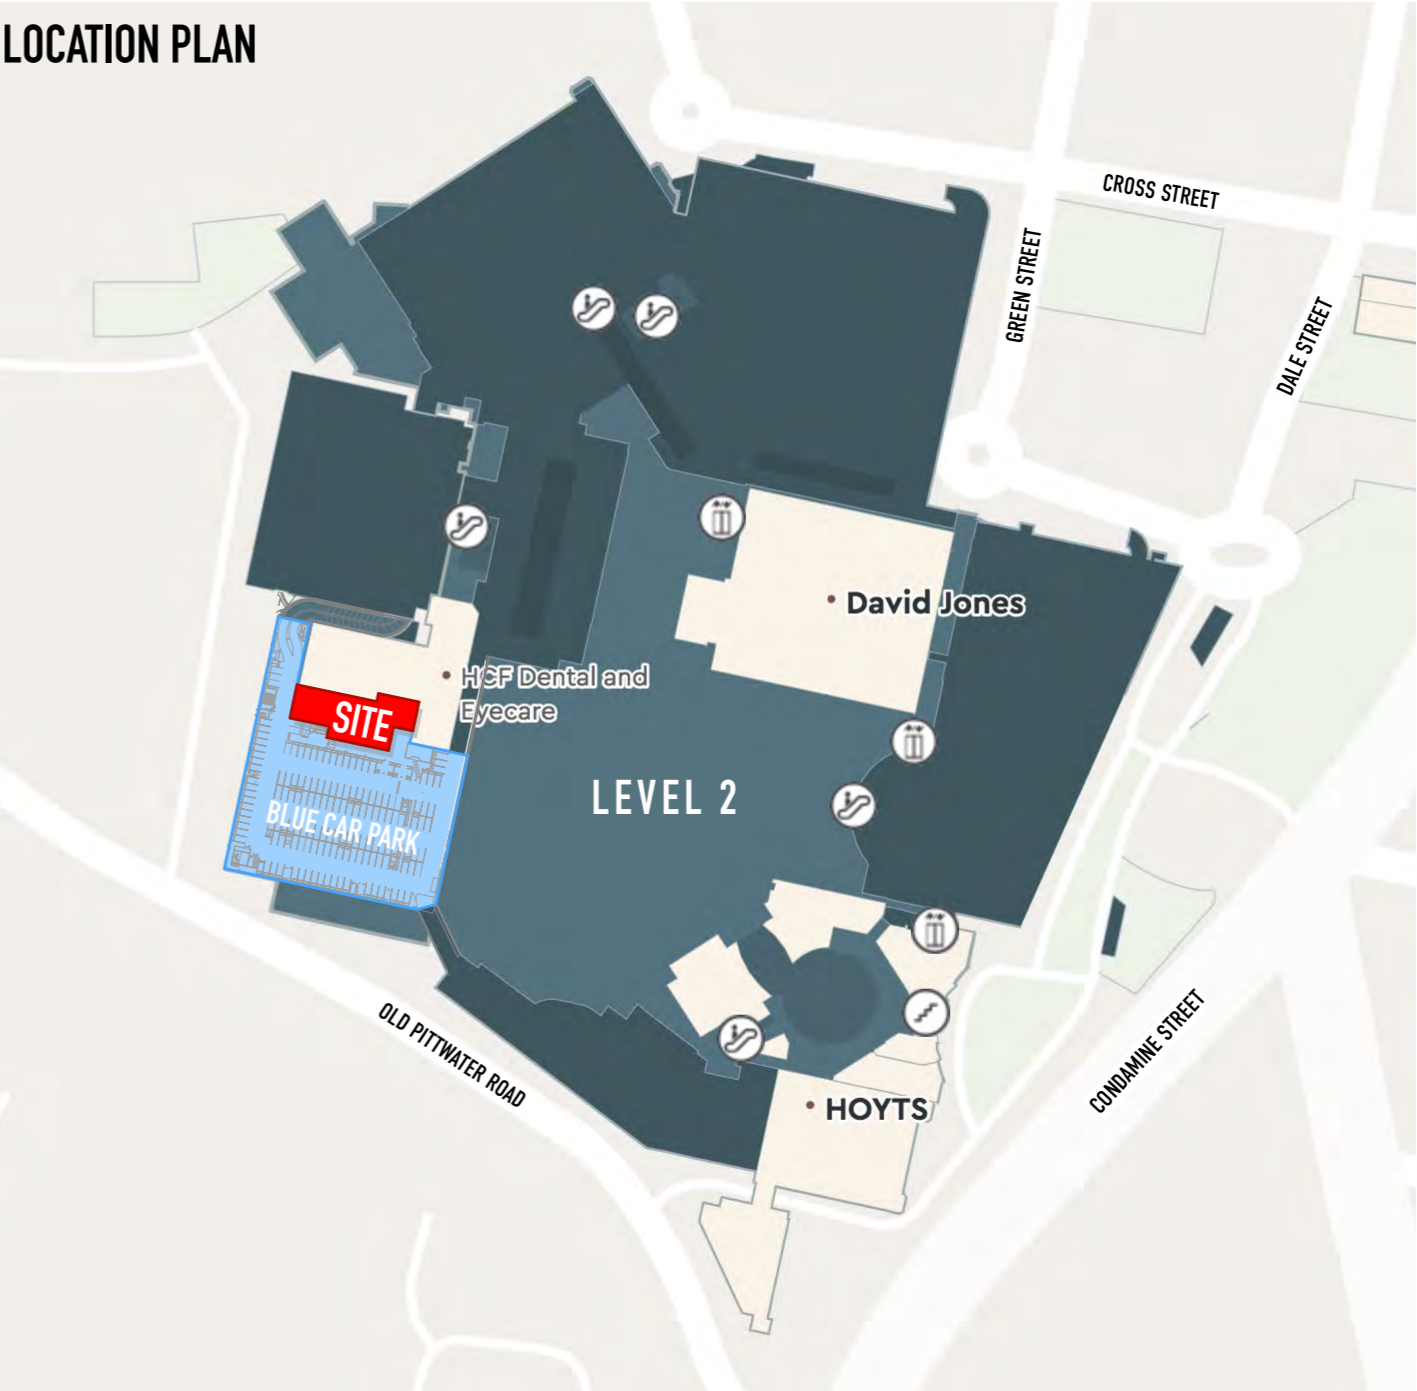 LOCATION PLAN
CROSS STREET
GREEN STREET
DALE STREET
David Jones
HCF Dental and
Eyecare
SITE
LEVEL 2
BLUE CAR PARK
OLD PITTWATER ROAD
CONDAMINE STREET
HOYTS